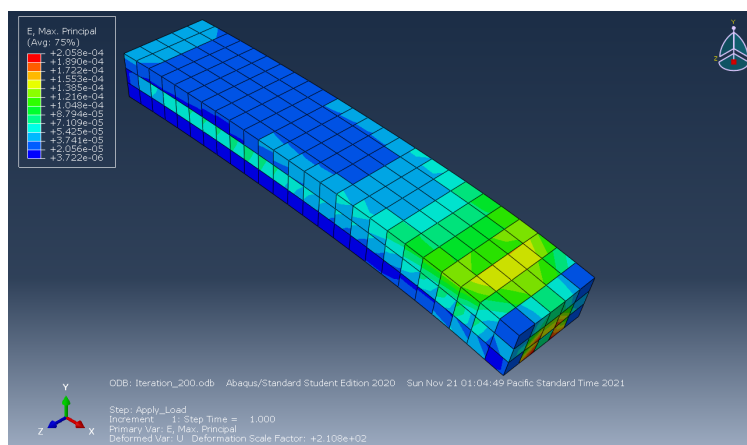 E, Max. Principal
(Avg: 75%)
+2.058e-04
+1.890e-04
+1.722e-04
+1.553e-04
+1.385e-04
+1.216e-04
+1.048e-04
+8.794e-05
+7.109e-05
+5.425e-05
+3.741e-05
+2.056e-05
+3.722e-06
Y
Z
ODB: Iteration_200.odb Abaqus/Standard Student Edition 2020 Sun Nov 21 01:04:49 Pacific Standard Time 2021
Y
Z
X
Step: Apply_Load
Increment 1: Step Time = 1.000
Primary Var: E, Max. Principal
Deformed Var: U Deformation Scale Factor: +2.108e+02